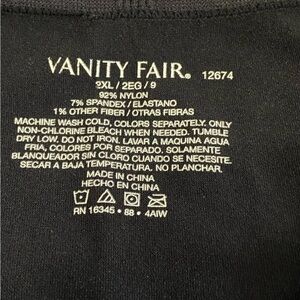 VANITY FAIR® 12674
2XL / 2EG / 9
92% NYLON
7% SPANDEX / ELASTANO
1% OTHER FIBER / OTRAS FIBRAS
MACHINE WASH COLD, COLORS SEPARATELY. ONLY
NON-CHLORINE BLEACH WHEN NEEDED. TUMBLE
DRY LOW. DO NOT IRON. LAVAR A MAQUINA AGUA
FRIA, COLORS POR SEPARADO. SOLAMENTE
BLANQUEADOR SIN CLORO CUANDO SE NECESITE.
SECAR A BAJA TEMPERATURA. NO PLANCHAR.
MADE IN CHINA
HECHO EN CHINA
RN 16345 • 88 • 4AIW